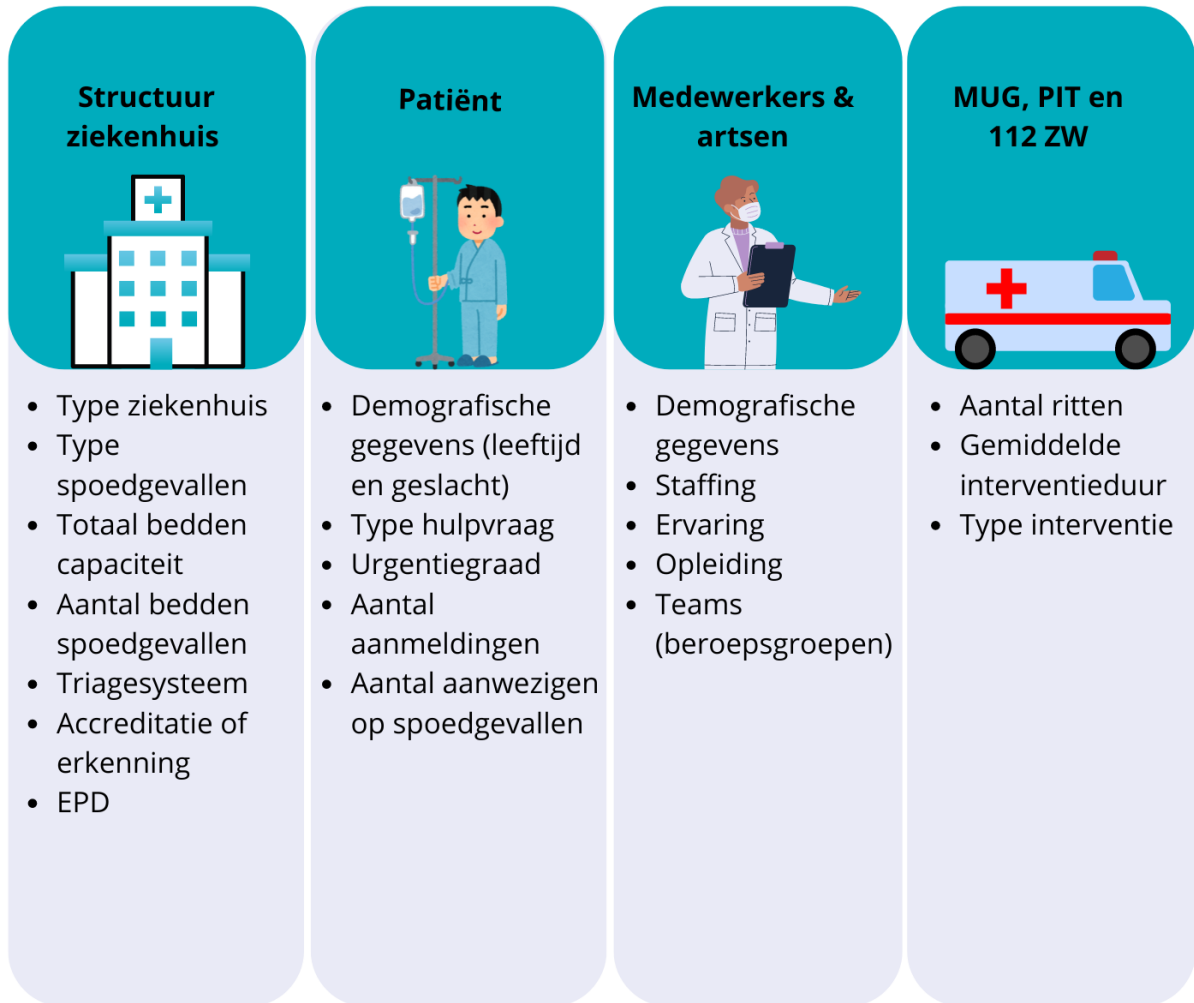 Structuur
ziekenhuis
• Type ziekenhuis
• Type
spoedgevallen
• Totaal bedden
capaciteit
• Aantal bedden
spoedgevallen
• Triagesysteem
• Accreditatie of
erkenning
• EPD
Patiënt
• Demografische
gegevens (leeftijd
en geslacht)
• Type hulpvraag
• Urgentiegraad
• Aantal
aanmeldingen
• Aantal aanwezigen
op spoedgevallen
Medewerkers &
artsen
• Demografische
gegevens
• Staffing
• Ervaring
• Opleiding
• Teams
(beroepsgroepen)
MUG, PIT en
112 ZW
• Aantal ritten
• Gemiddelde
interventieduur
• Type interventie